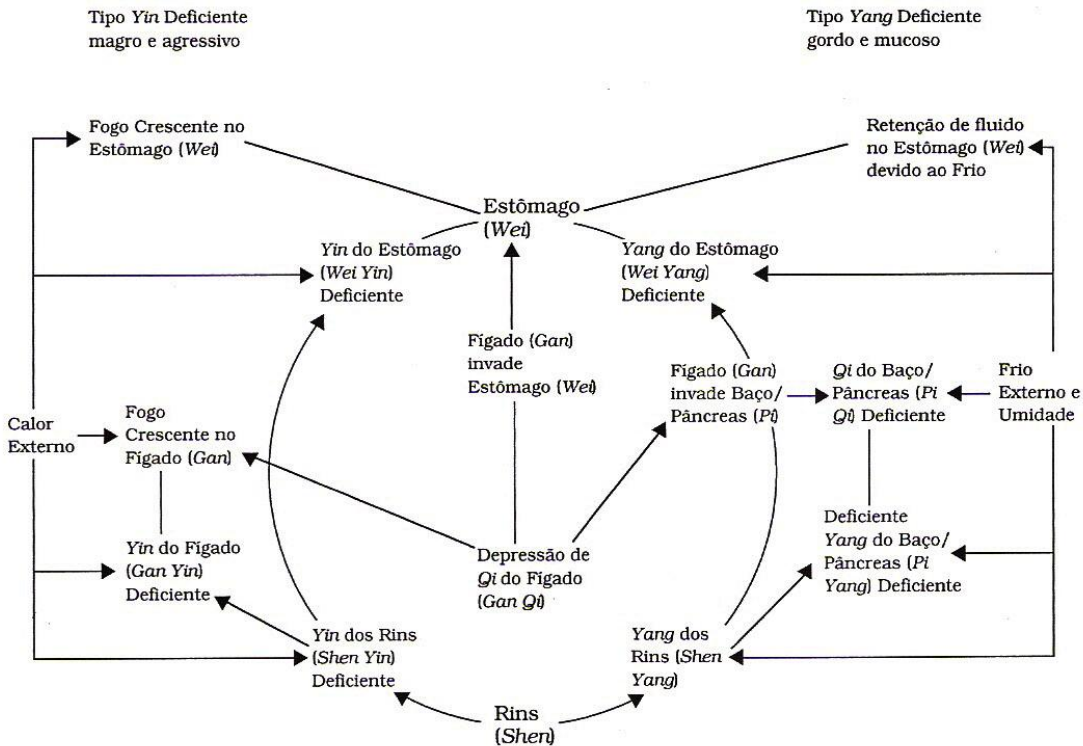 Tipo Yin Deficiente
magro e agressivo
Tipo Yang Deficiente
gordo e mucoso
Fogo Crescente no
Estômago (Wei)
Retenção de fluido
no Estômago (Wei)
devido ao Frio
Estômago
(Wei)
Yin do Estômago
(Wei Yin)
Deficiente
Yang do Estômago
(Wei Yang)
Deficiente
Fígado (Gan)
invade
Estômago (Wei)
Fígado (Gan)
invade Baço/
Pâncreas (Pi)
Qi do Baço/
Pâncreas (Pi
Qi) Deficiente
Frio
Externo e
Umidade
Calor
Externo
Fogo
Crescente no
Fígado (Gan)
Yin do Fígado
(Gan Yin)
Deficiente
Depressão de
Qi do Fígado
(Gan Qi)
Deficiente
Yang do Baço/
Pâncreas (Pi
Yang) Deficiente
Yin dos Rins
(Shen Yin)
Deficiente
Yang dos
Rins (Shen
Yang)
Rins
(Shen)